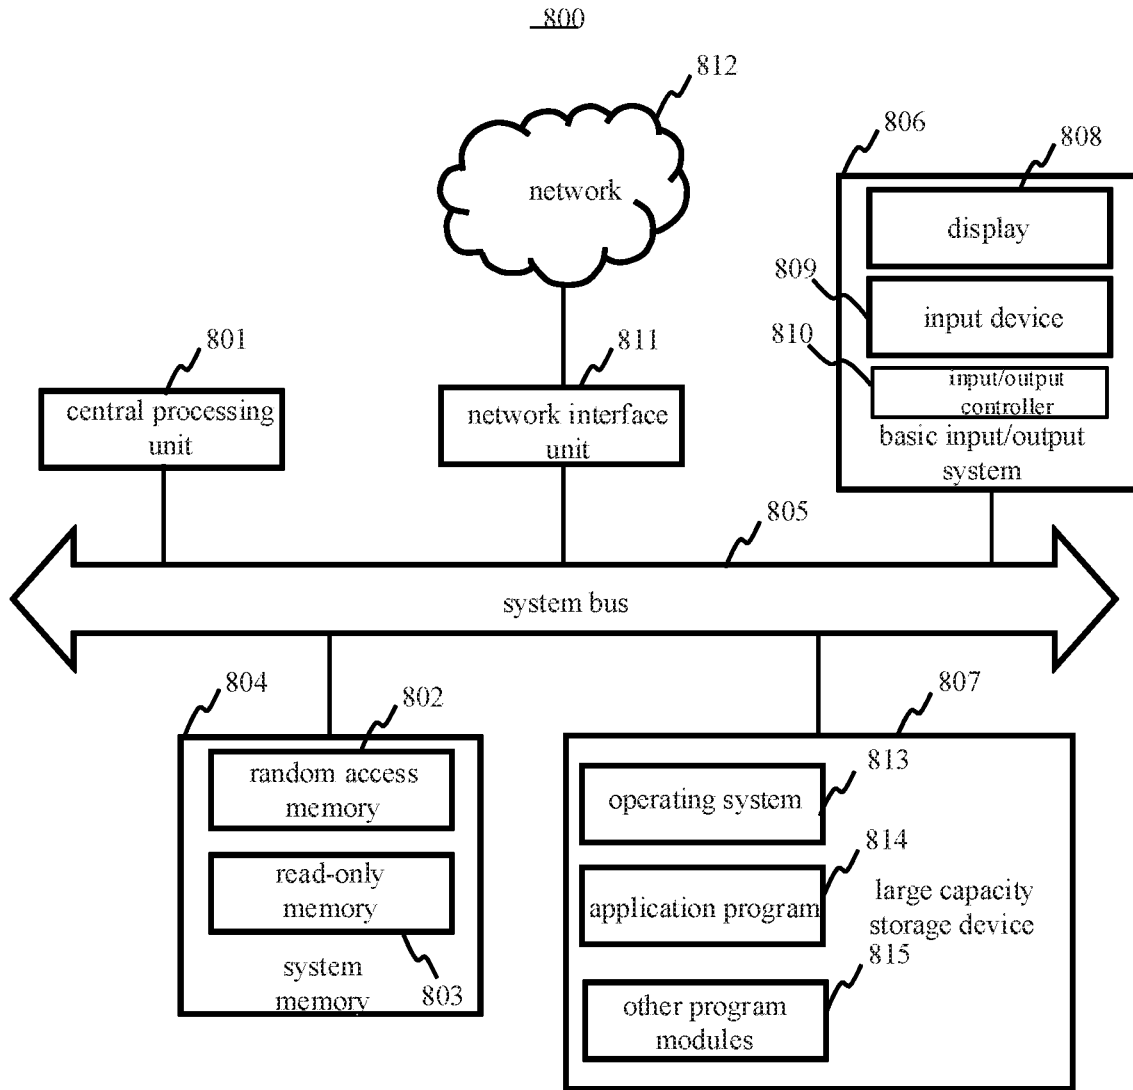 800
812
network
806
808
display
809
input device
810
input/output
controller
basic input/output
system
801
central processing
unit
811
network interface
unit
805
system bus
804
802
random access
memory
read-only
memory
803
system
memory
807
813
operating system
814
application program
large capacity
storage device
815
other program
modules